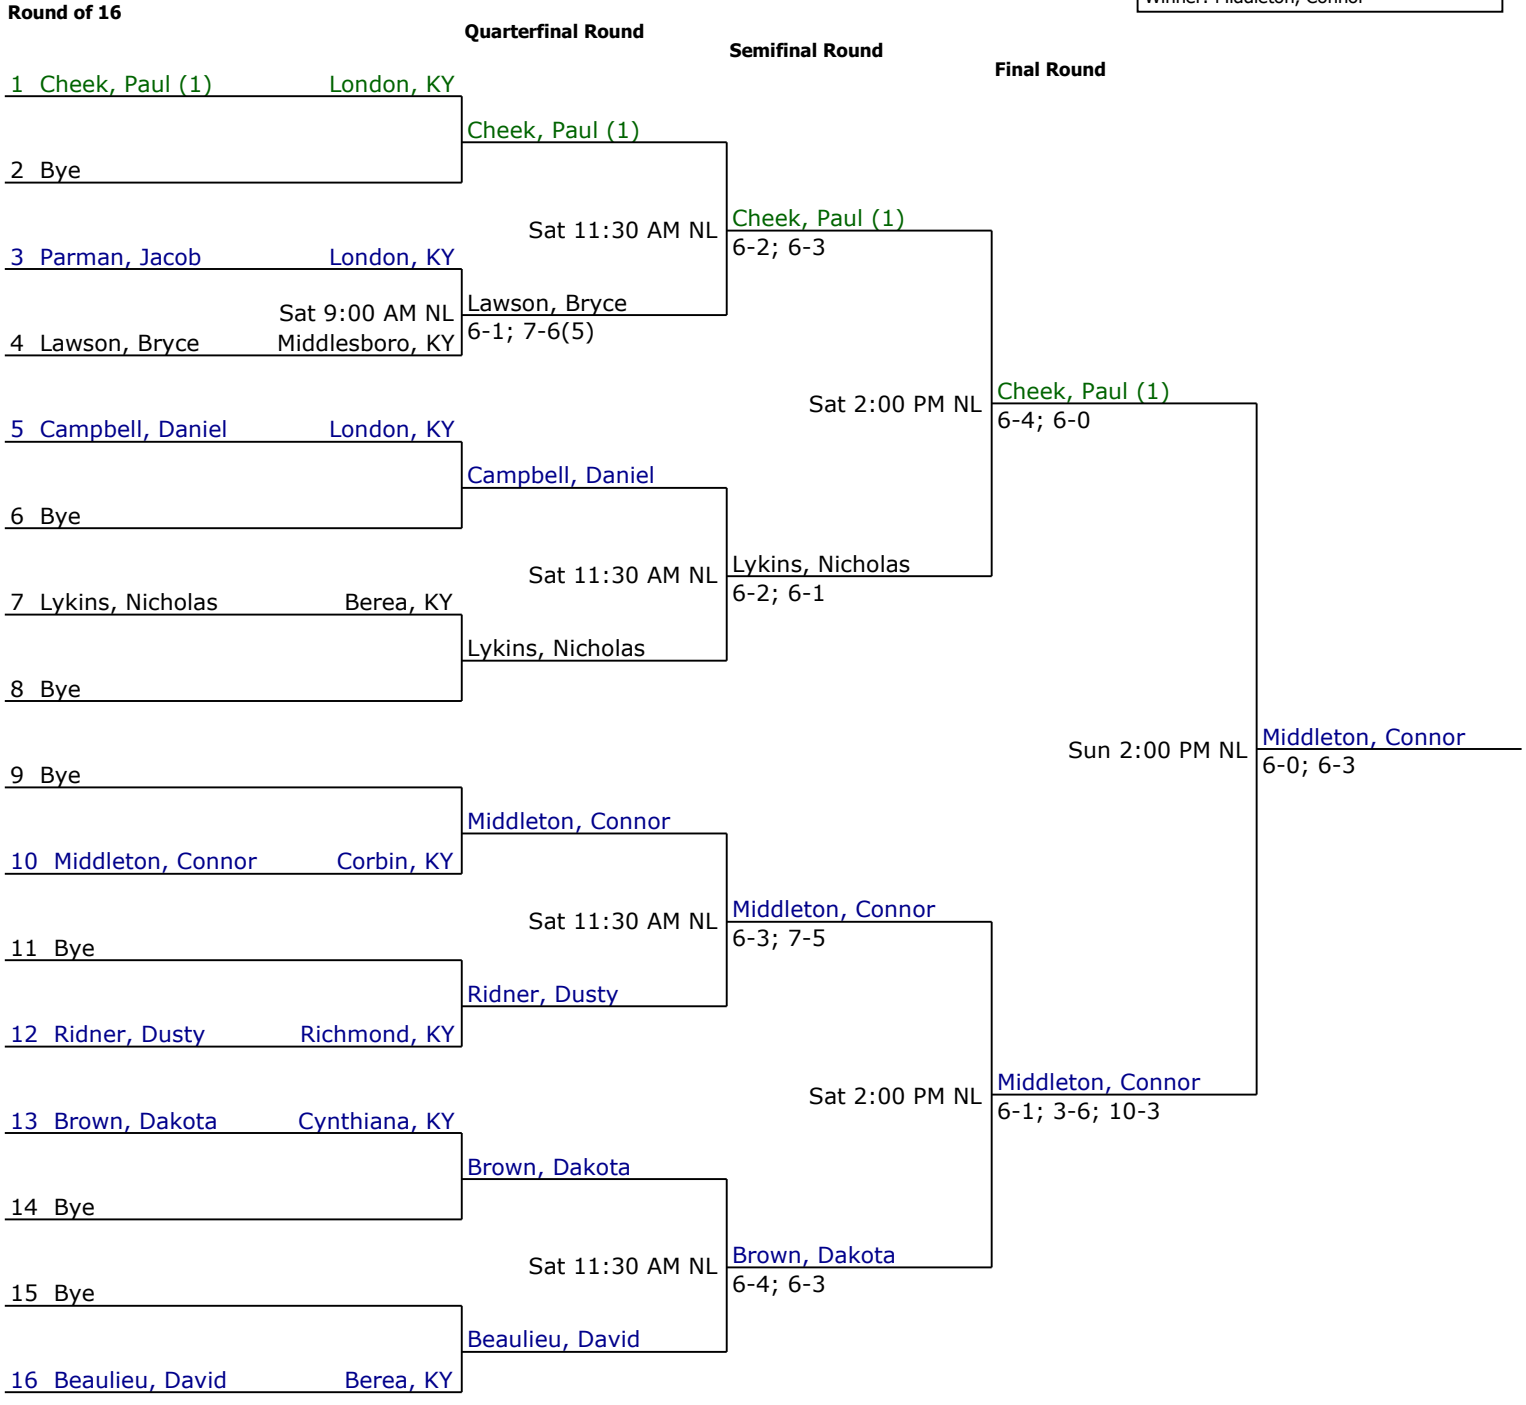 Winner: Middleton, Connor
Round of 16
Quarterfinal Round
Semifinal Round
Final Round
1 Cheek, Paul (1) London, KY
Cheek, Paul (1)
2 Bye
Sat 11:30 AM NL
Cheek, Paul (1)
6-2; 6-3
3 Parman, Jacob London, KY
Sat 9:00 AM NL
Lawson, Bryce
6-1; 7-6(5)
4 Lawson, Bryce Middlesboro, KY
Sat 2:00 PM NL
Cheek, Paul (1)
6-4; 6-0
5 Campbell, Daniel London, KY
Campbell, Daniel
6 Bye
Sat 11:30 AM NL
Lykins, Nicholas
6-2; 6-1
7 Lykins, Nicholas Berea, KY
Lykins, Nicholas
8 Bye
Sun 2:00 PM NL
Middleton, Connor
6-0; 6-3
9 Bye
Middleton, Connor
10 Middleton, Connor Corbin, KY
Sat 11:30 AM NL
Middleton, Connor
6-3; 7-5
11 Bye
Ridner, Dusty
12 Ridner, Dusty Richmond, KY
Sat 2:00 PM NL
Middleton, Connor
6-1; 3-6; 10-3
13 Brown, Dakota Cynthiana, KY
Brown, Dakota
14 Bye
Sat 11:30 AM NL
Brown, Dakota
6-4; 6-3
15 Bye
Beaulieu, David
16 Beaulieu, David Berea, KY